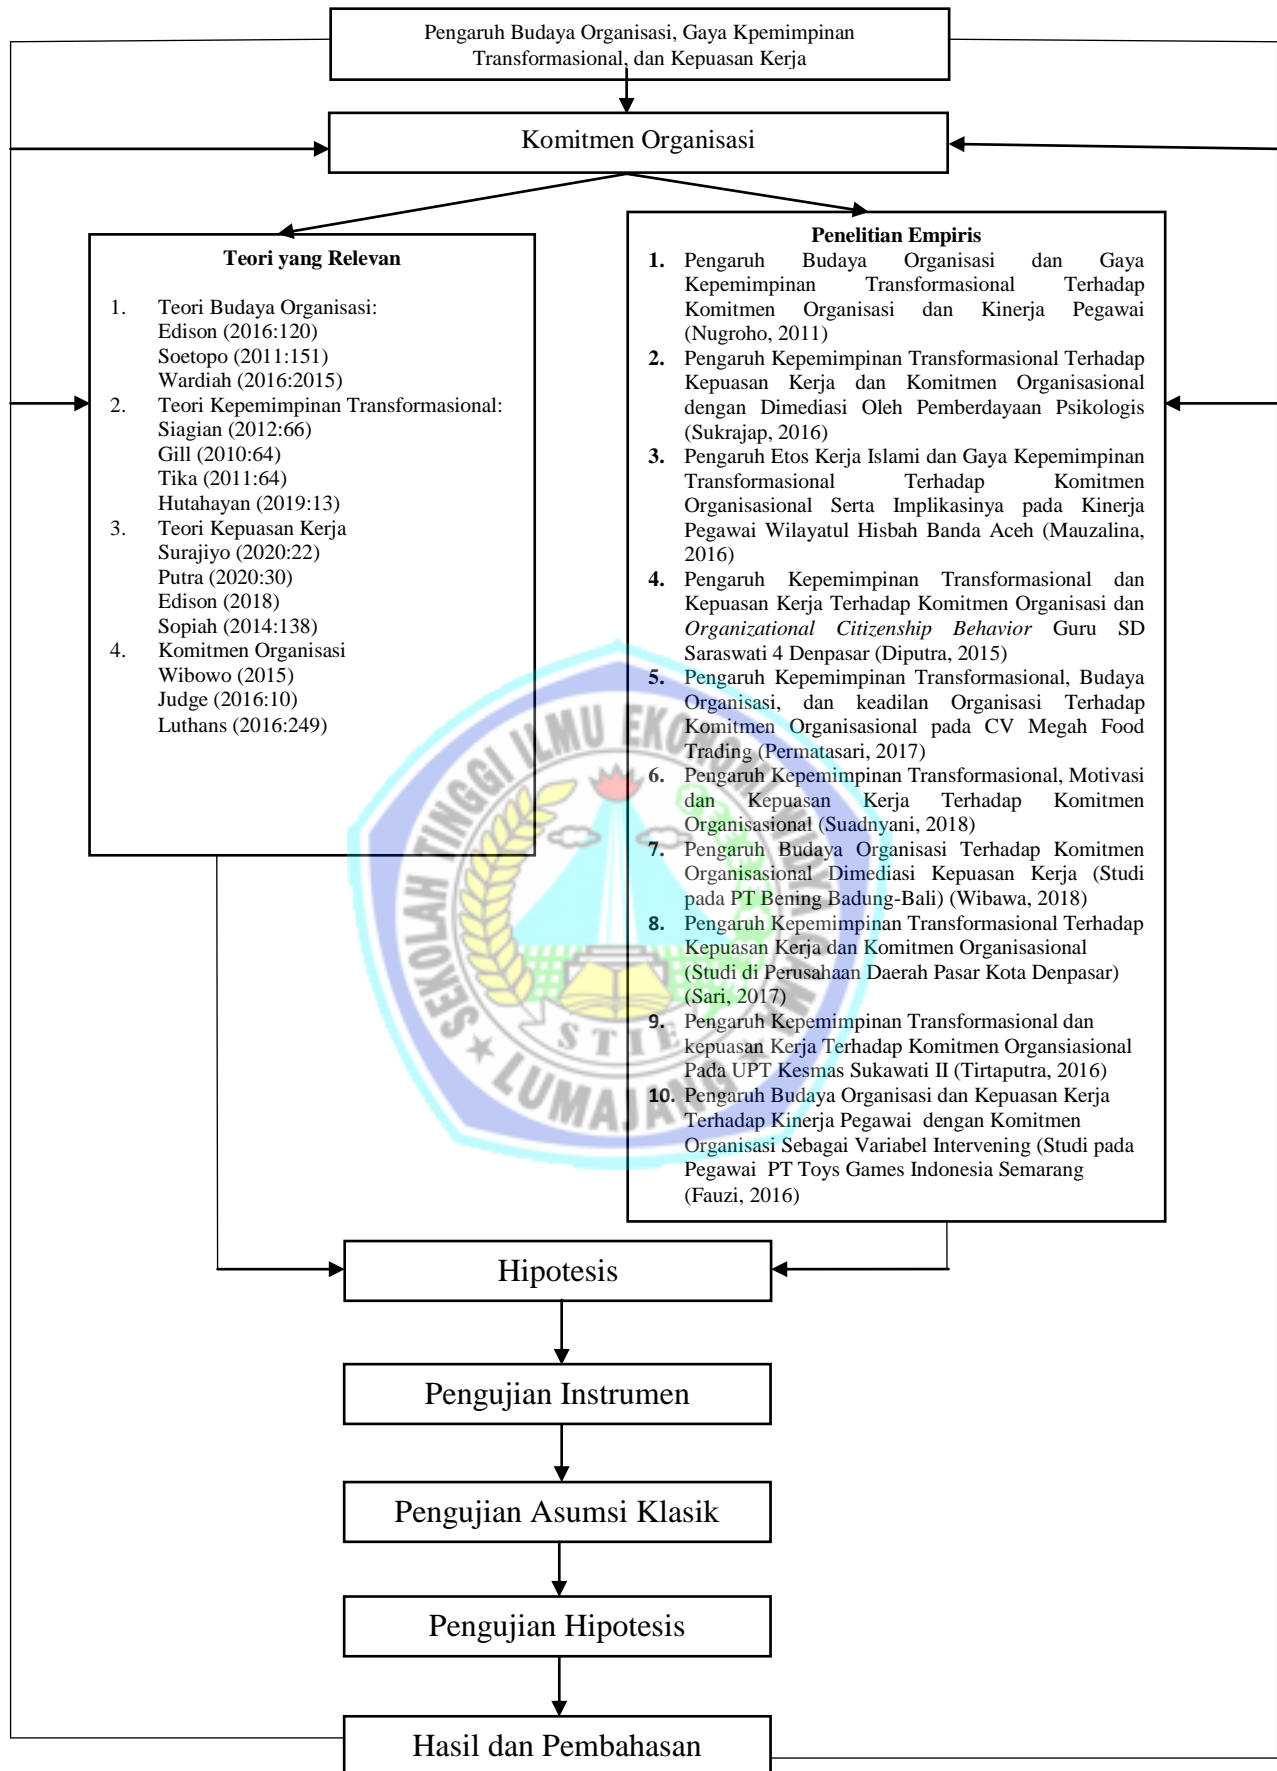 Pengaruh Budaya Organisasi, Gaya Kpemimpinan
Transformasional, dan Kepuasan Kerja
Komitmen Organisasi
Teori yang Relevan
1. Teori Budaya Organisasi:
Edison (2016:120)
Soetopo (2011:151)
Wardiah (2016:2015)
2. Teori Kepemimpinan Transformasional:
Siagian (2012:66)
Gill (2010:64)
Tika (2011:64)
Hutahayan (2019:13)
3. Teori Kepuasan Kerja
Surajiyo (2020:22)
Putra (2020:30)
Edison (2018)
Sopiah (2014:138)
4. Komitmen Organisasi
Wibowo (2015)
Judge (2016:10)
Luthans (2016:249)
Penelitian Empiris
1. Pengaruh Budaya Organisasi dan Gaya
Kepemimpinan Transformasional Terhadap
Komitmen Organisasi dan Kinerja Pegawai
(Nugroho, 2011)
2. Pengaruh Kepemimpinan Transformasional Terhadap
Kepuasan Kerja dan Komitmen Organisasional
dengan Dimediasi Oleh Pemberdayaan Psikologis
(Sukrajap, 2016)
3. Pengaruh Etos Kerja Islami dan Gaya Kepemimpinan
Transformasional Terhadap Komitmen
Organisasional Serta Implikasinya pada Kinerja
Pegawai Wilayatul Hisbah Banda Aceh (Mauzalina,
2016)
4. Pengaruh Kepemimpinan Transformasional dan
Kepuasan Kerja Terhadap Komitmen Organisasi dan
Organizational Citizenship Behavior Guru SD
Saraswati 4 Denpasar (Diputra, 2015)
5. Pengaruh Kepemimpinan Transformasional, Budaya
Organisasi, dan keadilan Organisasi Terhadap
Komitmen Organisasional pada CV Megah Food
Trading (Permatasari, 2017)
6. Pengaruh Kepemimpinan Transformasional, Motivasi
dan Kepuasan Kerja Terhadap Komitmen
Organisasional (Suadnyani, 2018)
7. Pengaruh Budaya Organisasi Terhadap Komitmen
Organisasional Dimediasi Kepuasan Kerja (Studi
pada PT Bening Badung-Bali) (Wibawa, 2018)
8. Pengaruh Kepemimpinan Transformasional Terhadap
Kepuasan Kerja dan Komitmen Organisasional
(Studi di Perusahaan Daerah Pasar Kota Denpasar)
(Sari, 2017)
9. Pengaruh Kepemimpinan Transformasional dan
kepuasan Kerja Terhadap Komitmen Organsiasional
Pada UPT Kesmas Sukawati II (Tirtaputra, 2016)
10. Pengaruh Budaya Organisasi dan Kepuasan Kerja
Terhadap Kinerja Pegawai dengan Komitmen
Organisasi Sebagai Variabel Intervening (Studi pada
Pegawai PT Toys Games Indonesia Semarang
(Fauzi, 2016)
SEKOLAH TINGGI ILMU EKONOMI WIDYA GAMA
STIE
LUMAJANG
Hipotesis
Pengujian Instrumen
Pengujian Asumsi Klasik
Pengujian Hipotesis
Hasil dan Pembahasan